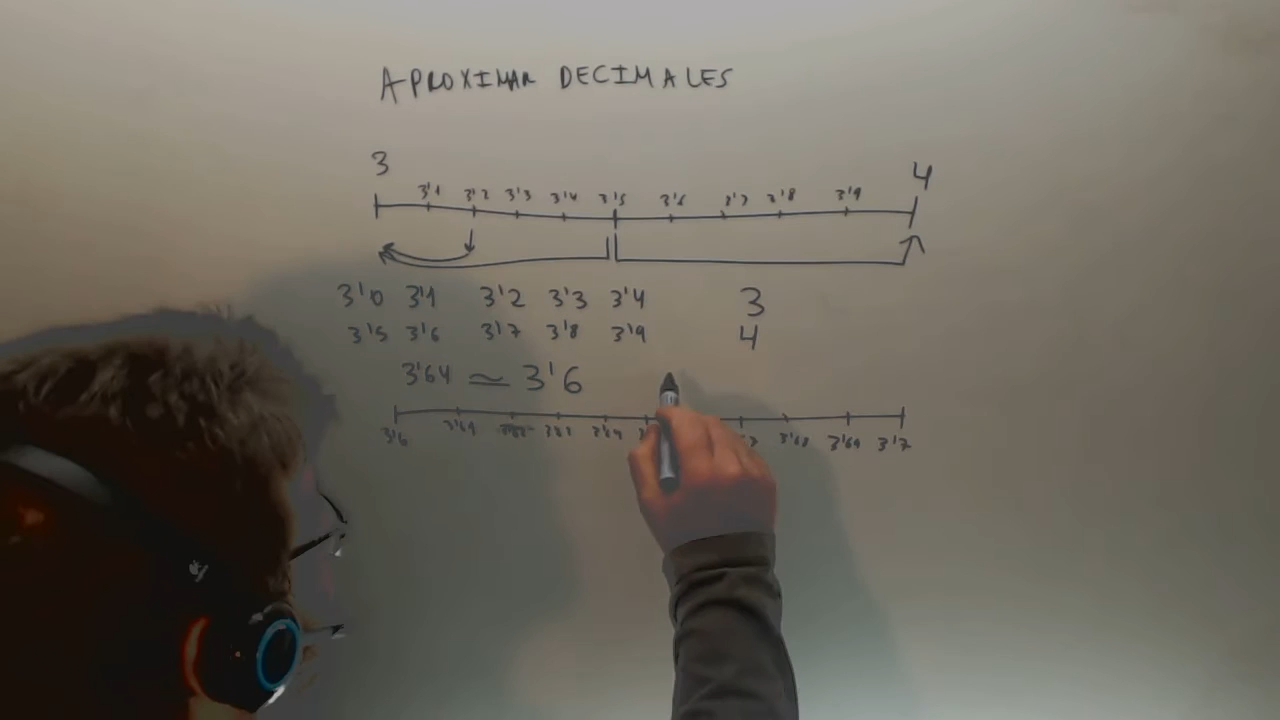 APROXIMAR DECIMALES
3 4
3'1 3'2 3'3 3'4 3'5 3'6 3'7 3'8 3'9
3'0 3'1 3'2 3'3 3'4 3
3'5 3'6 3'7 3'8 3'9 4
3'64 ≃ 3'6
3'6 3'64 3'68 3'69 3'7